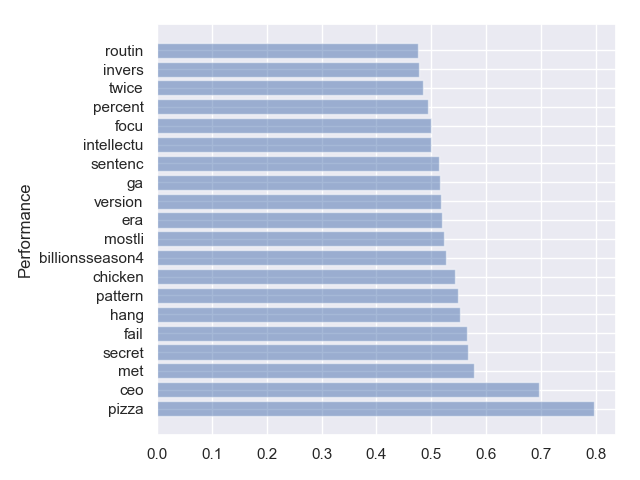 routin
invers
twice
percent
focu
intellectu
sentenc
ga
version
era
mostli
billionsseason4
chicken
pattern
hang
fail
secret
met
ceo
pizza
Performance
0.0 0.1 0.2 0.3 0.4 0.5 0.6 0.7 0.8